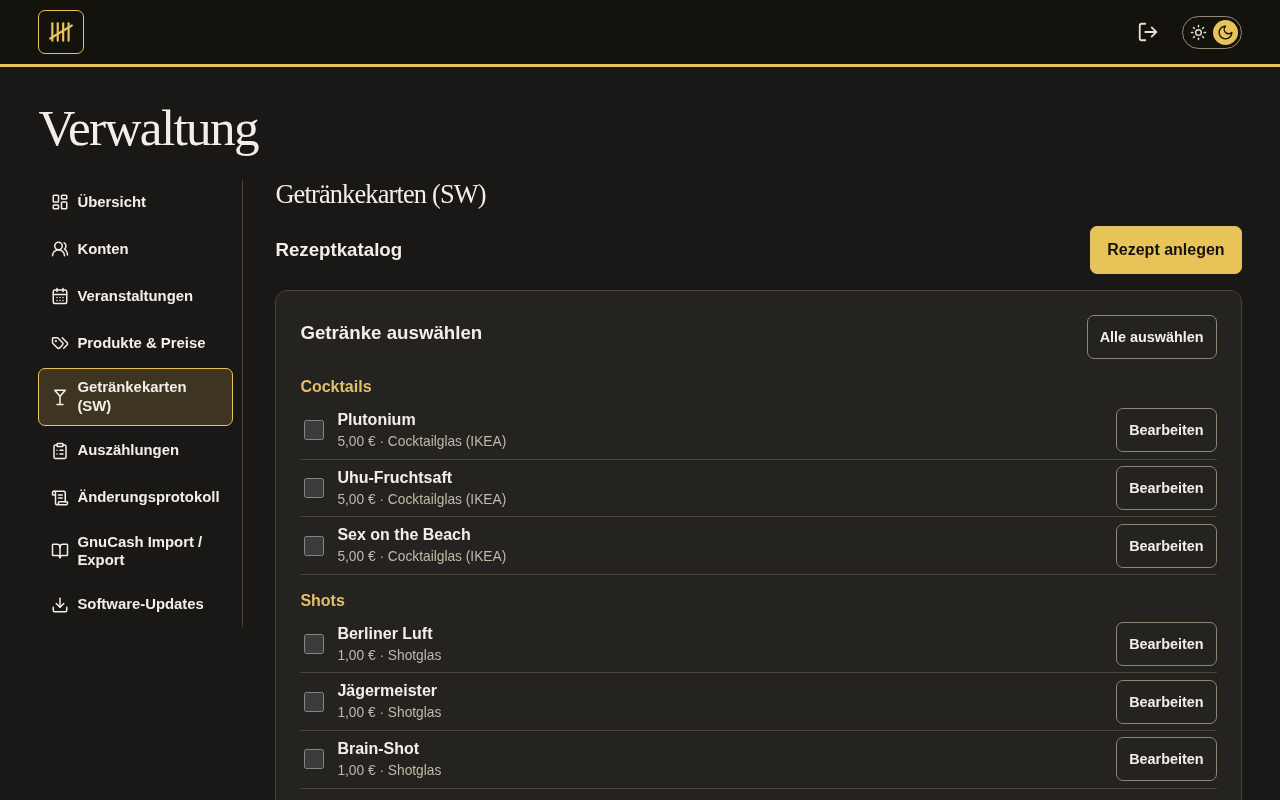 Verwaltung
Übersicht
Konten
Veranstaltungen
Produkte & Preise
Getränkekarten
(SW)
Auszählungen
Änderungsprotokoll
GnuCash Import /
Export
Software-Updates
Getränkekarten (SW)
Rezeptkatalog
Rezept anlegen
Getränke auswählen
Alle auswählen
Cocktails
Plutonium
5,00 € · Cocktailglas (IKEA)
Bearbeiten
Uhu-Fruchtsaft
5,00 € · Cocktailglas (IKEA)
Bearbeiten
Sex on the Beach
5,00 € · Cocktailglas (IKEA)
Bearbeiten
Shots
Berliner Luft
1,00 € · Shotglas
Bearbeiten
Jägermeister
1,00 € · Shotglas
Bearbeiten
Brain-Shot
1,00 € · Shotglas
Bearbeiten